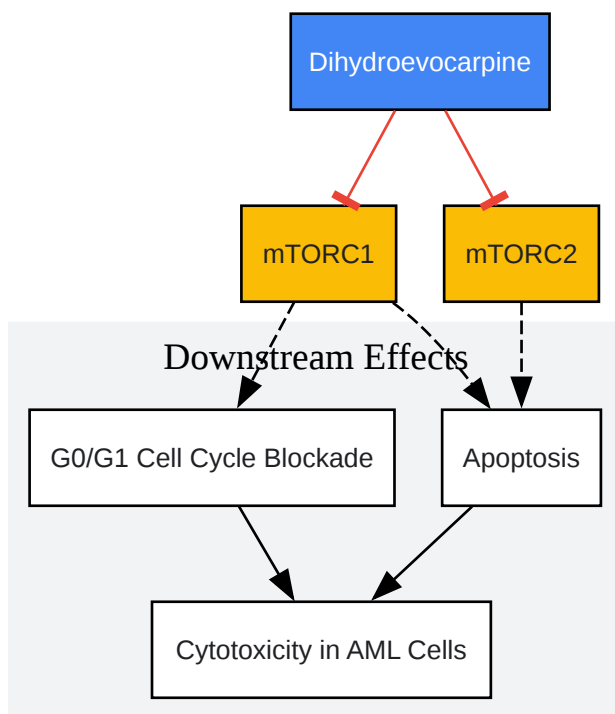 Dihydroevocarpine
mTORC1
mTORC2
Downstream Effects
G0/G1 Cell Cycle Blockade
Apoptosis
Cytotoxicity in AML Cells